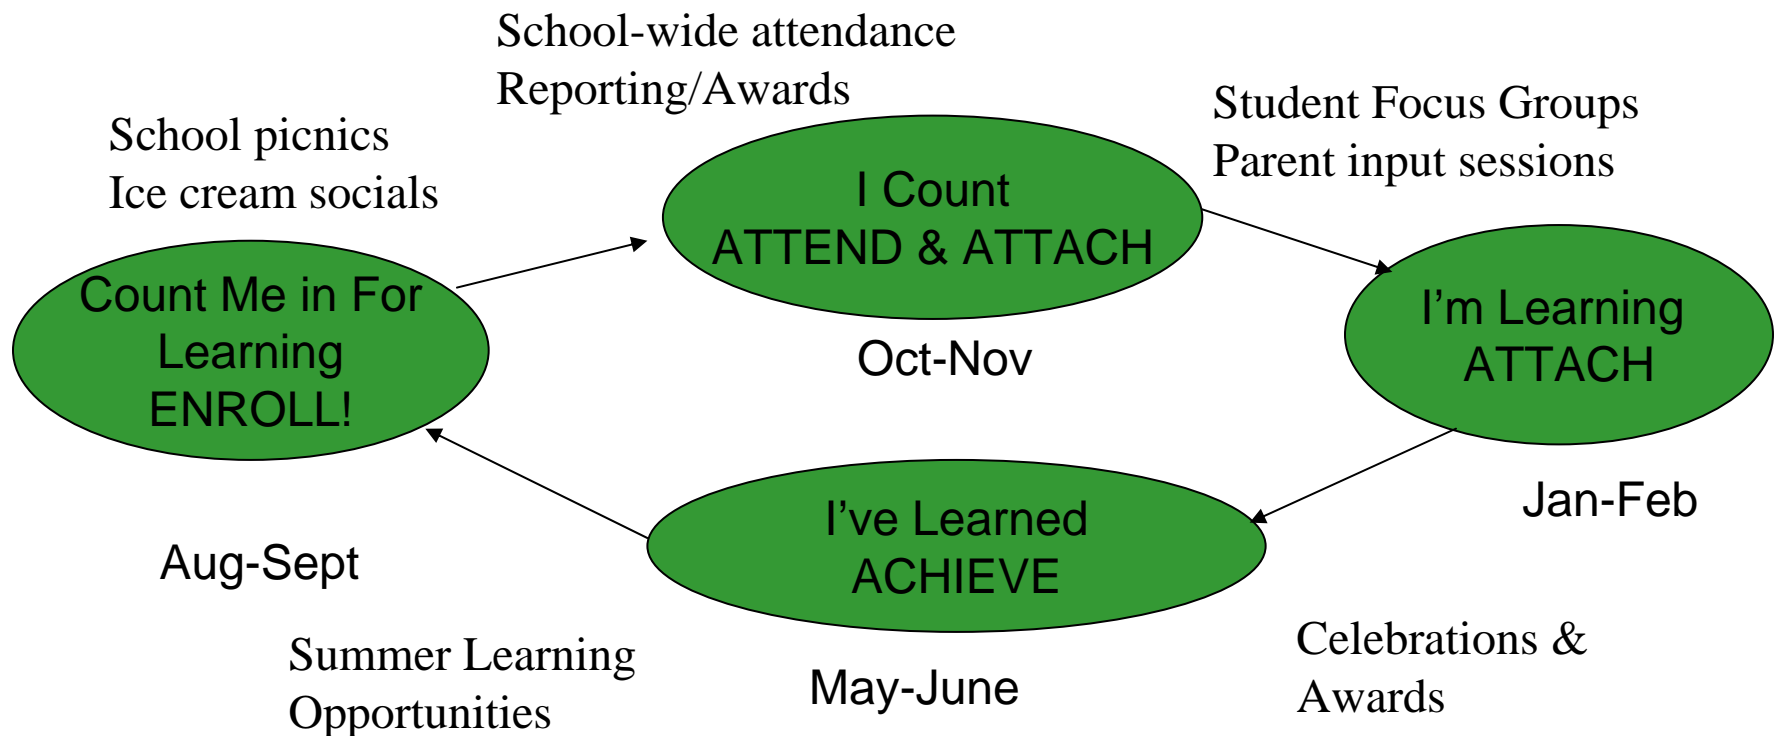 School-wide attendance
Reporting/Awards
School picnics
Ice cream socials
Student Focus Groups
Parent input sessions
I Count
ATTEND & ATTACH
Count Me in For
Learning
ENROLL!
I'm Learning
ATTACH
Oct-Nov
Jan-Feb
I've Learned
ACHIEVE
Aug-Sept
Summer Learning
Opportunities
May-June
Celebrations &
Awards